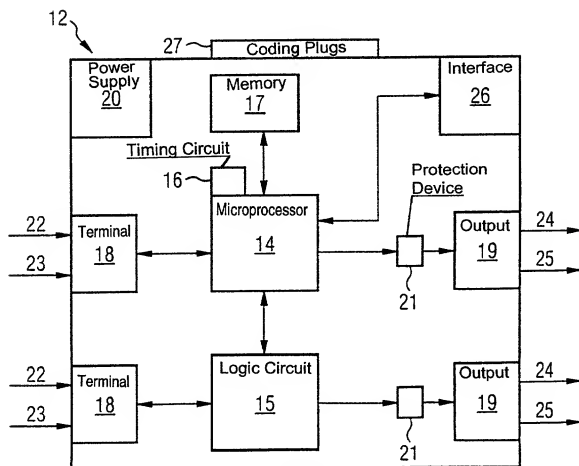 12
27
Coding Plugs
Power
Supply
20
Memory
17
Interface
26
Timing Circuit
16
Protection
Device
Microprocessor
14
22
23
Terminal
18
21
Output
19
24
25
Logic Circuit
15
22
23
Terminal
18
21
Output
19
24
25